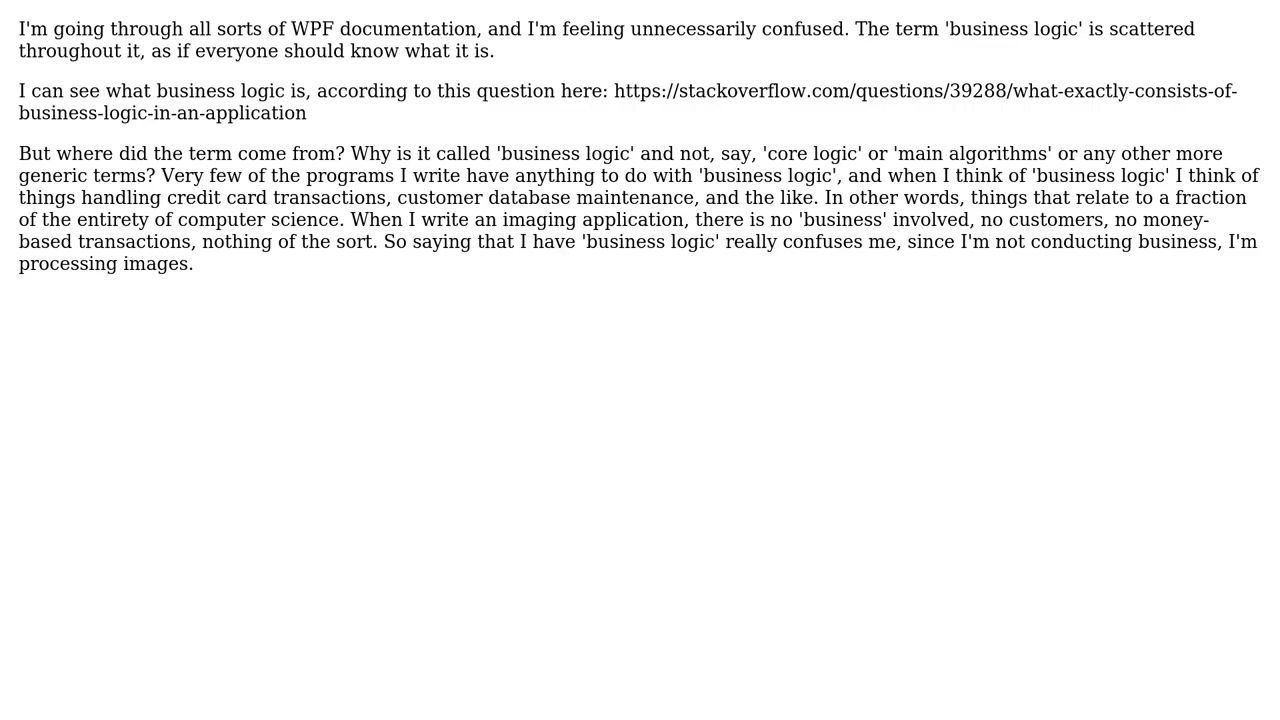 I'm going through all sorts of WPF documentation, and I'm feeling unnecessarily confused. The term 'business logic' is scattered
throughout it, as if everyone should know what it is.
I can see what business logic is, according to this question here: https://stackoverflow.com/questions/39288/what-exactly-consists-of-
business-logic-in-an-application
But where did the term come from? Why is it called 'business logic' and not, say, 'core logic' or 'main algorithms' or any other more
generic terms? Very few of the programs I write have anything to do with 'business logic', and when I think of 'business logic' I think of
things handling credit card transactions, customer database maintenance, and the like. In other words, things that relate to a fraction
of the entirety of computer science. When I write an imaging application, there is no 'business' involved, no customers, no money-
based transactions, nothing of the sort. So saying that I have 'business logic' really confuses me, since I'm not conducting business, I'm
processing images.